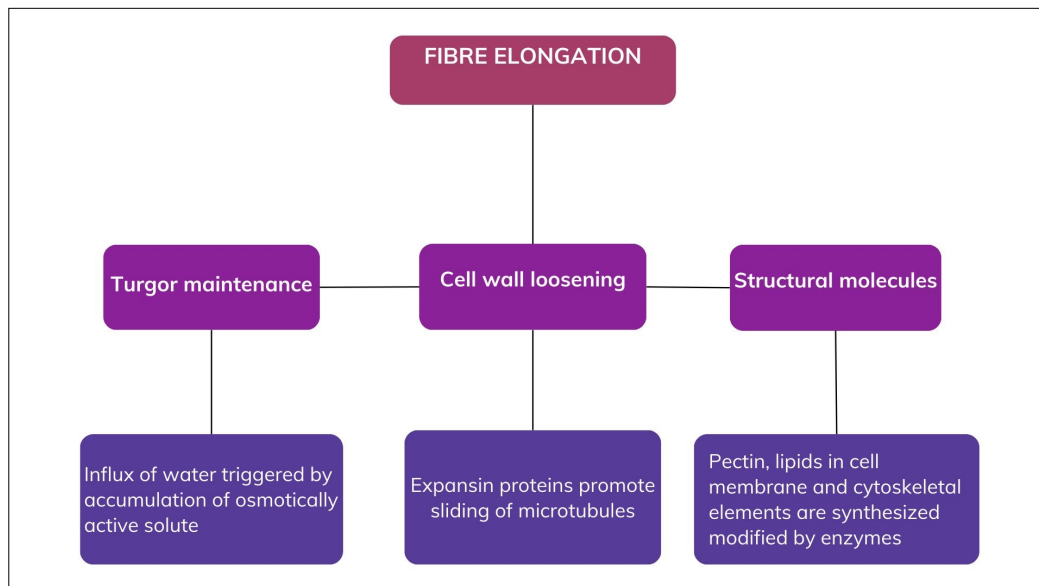 FIBRE ELONGATION
Turgor maintenance
Cell wall loosening
Structural molecules
Influx of water triggered by
accumulation of osmotically
active solute
Expansin proteins promote
sliding of microtubules
Pectin, lipids in cell
membrane and cytoskeletal
elements are synthesized
modified by enzymes